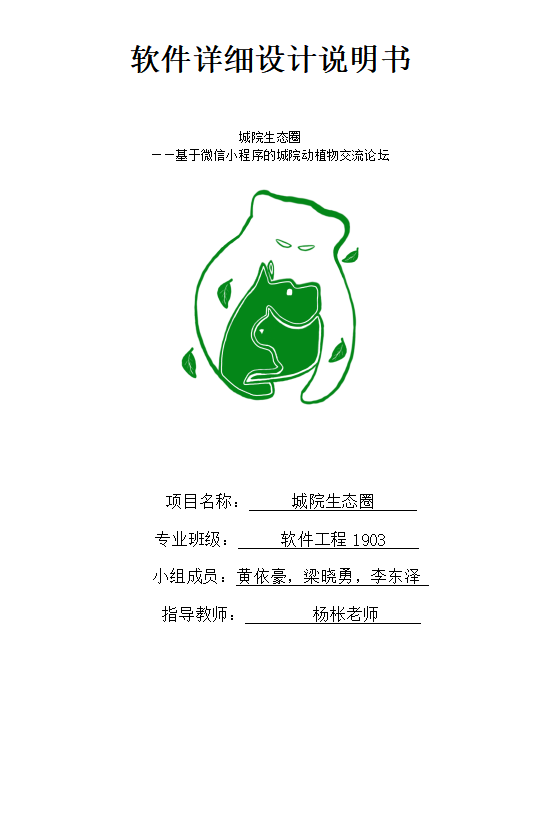 软件详细设计说明书
城院生态圈
——基于微信小程序的城院动植物交流论坛
项目名称：城院生态圈
专业班级：软件工程 1903
小组成员：黄依豪，梁晓勇，李东泽
指导教师：杨枨老师